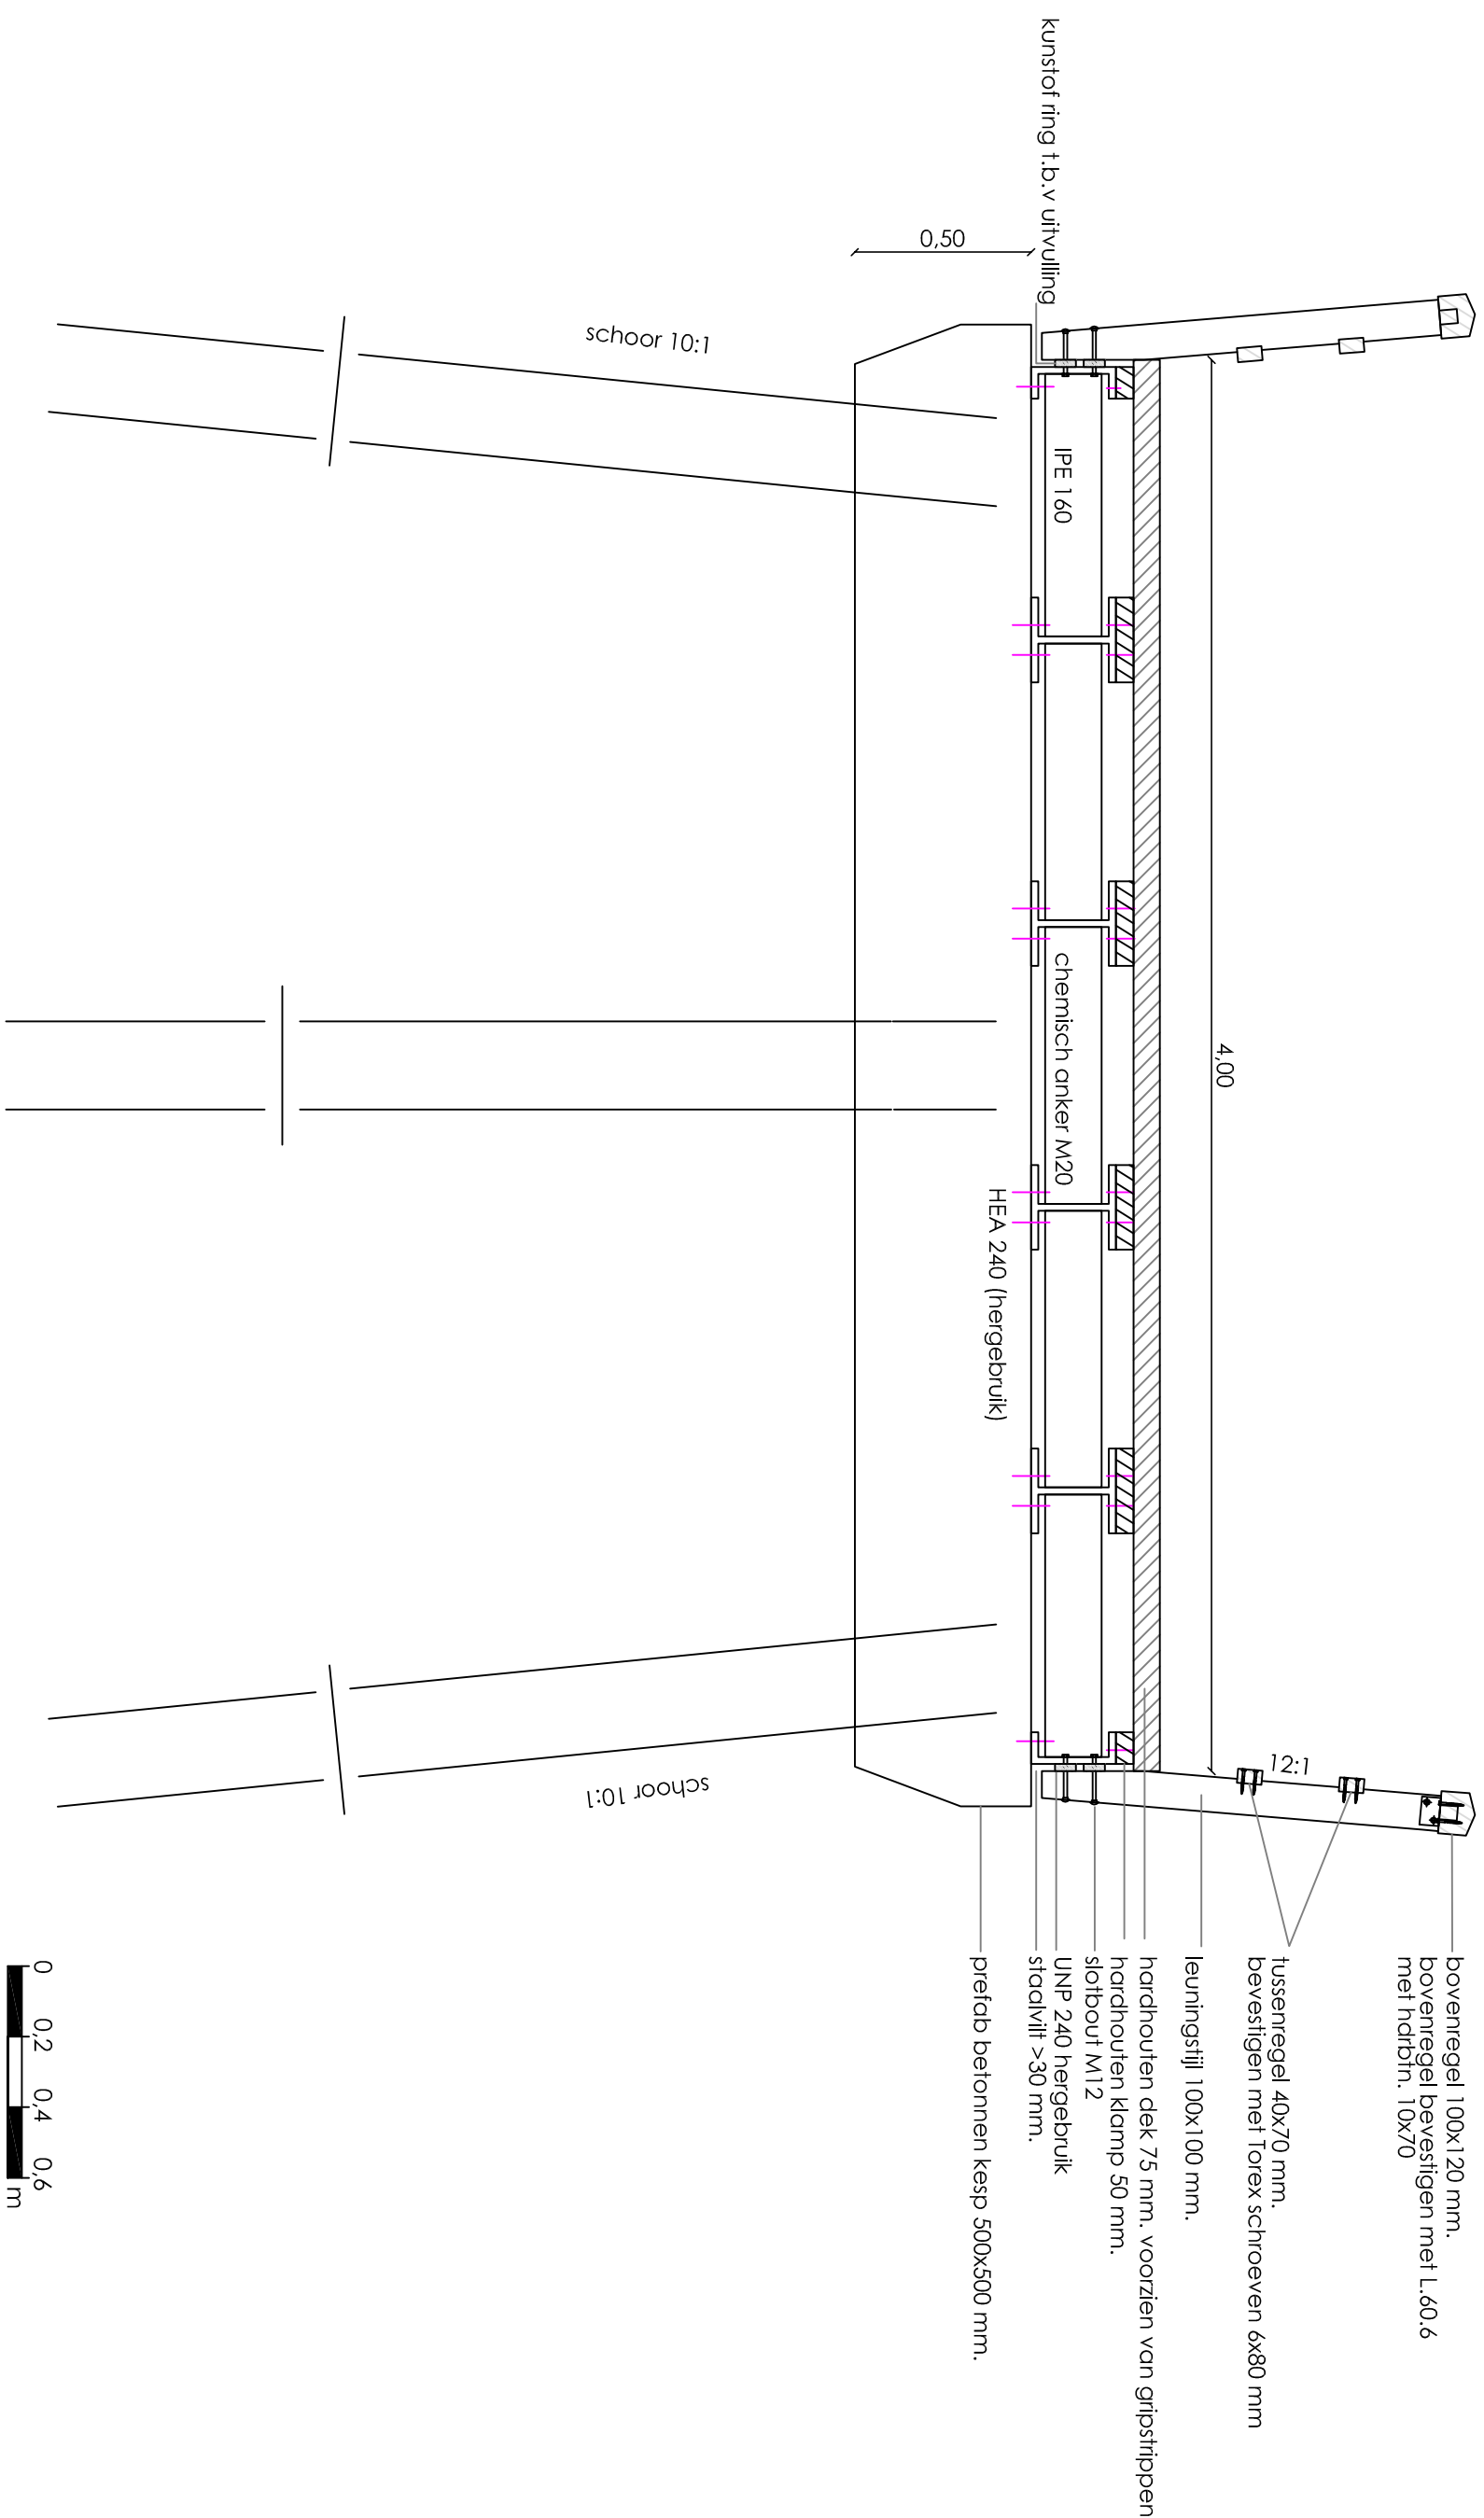 bovenregel 100x120 mm.
bovenregel bevestigen met L.60.6
met hdrbtn. 10x70
tussenregel 40x70 mm.
bevestigen met Torex schroeven 6x80 mm
12:1
4,00
leuningstijl 100x100 mm.
hardhouten dek 75 mm. voorzien van gripstrippen
hardhouten klamp 50 mm.
slotbout M12
UNP 240 hergebruik
staalvilt >30 mm.
prefab betonnen kesp 500x500 mm.
kunstof ring t.b.v uitvulling
IPE 160
chemisch anker M20
HEA 240 (hergebruik)
0,50
schoor 10:1
schoor 10:1
0 0,2 0,4 0,6
m